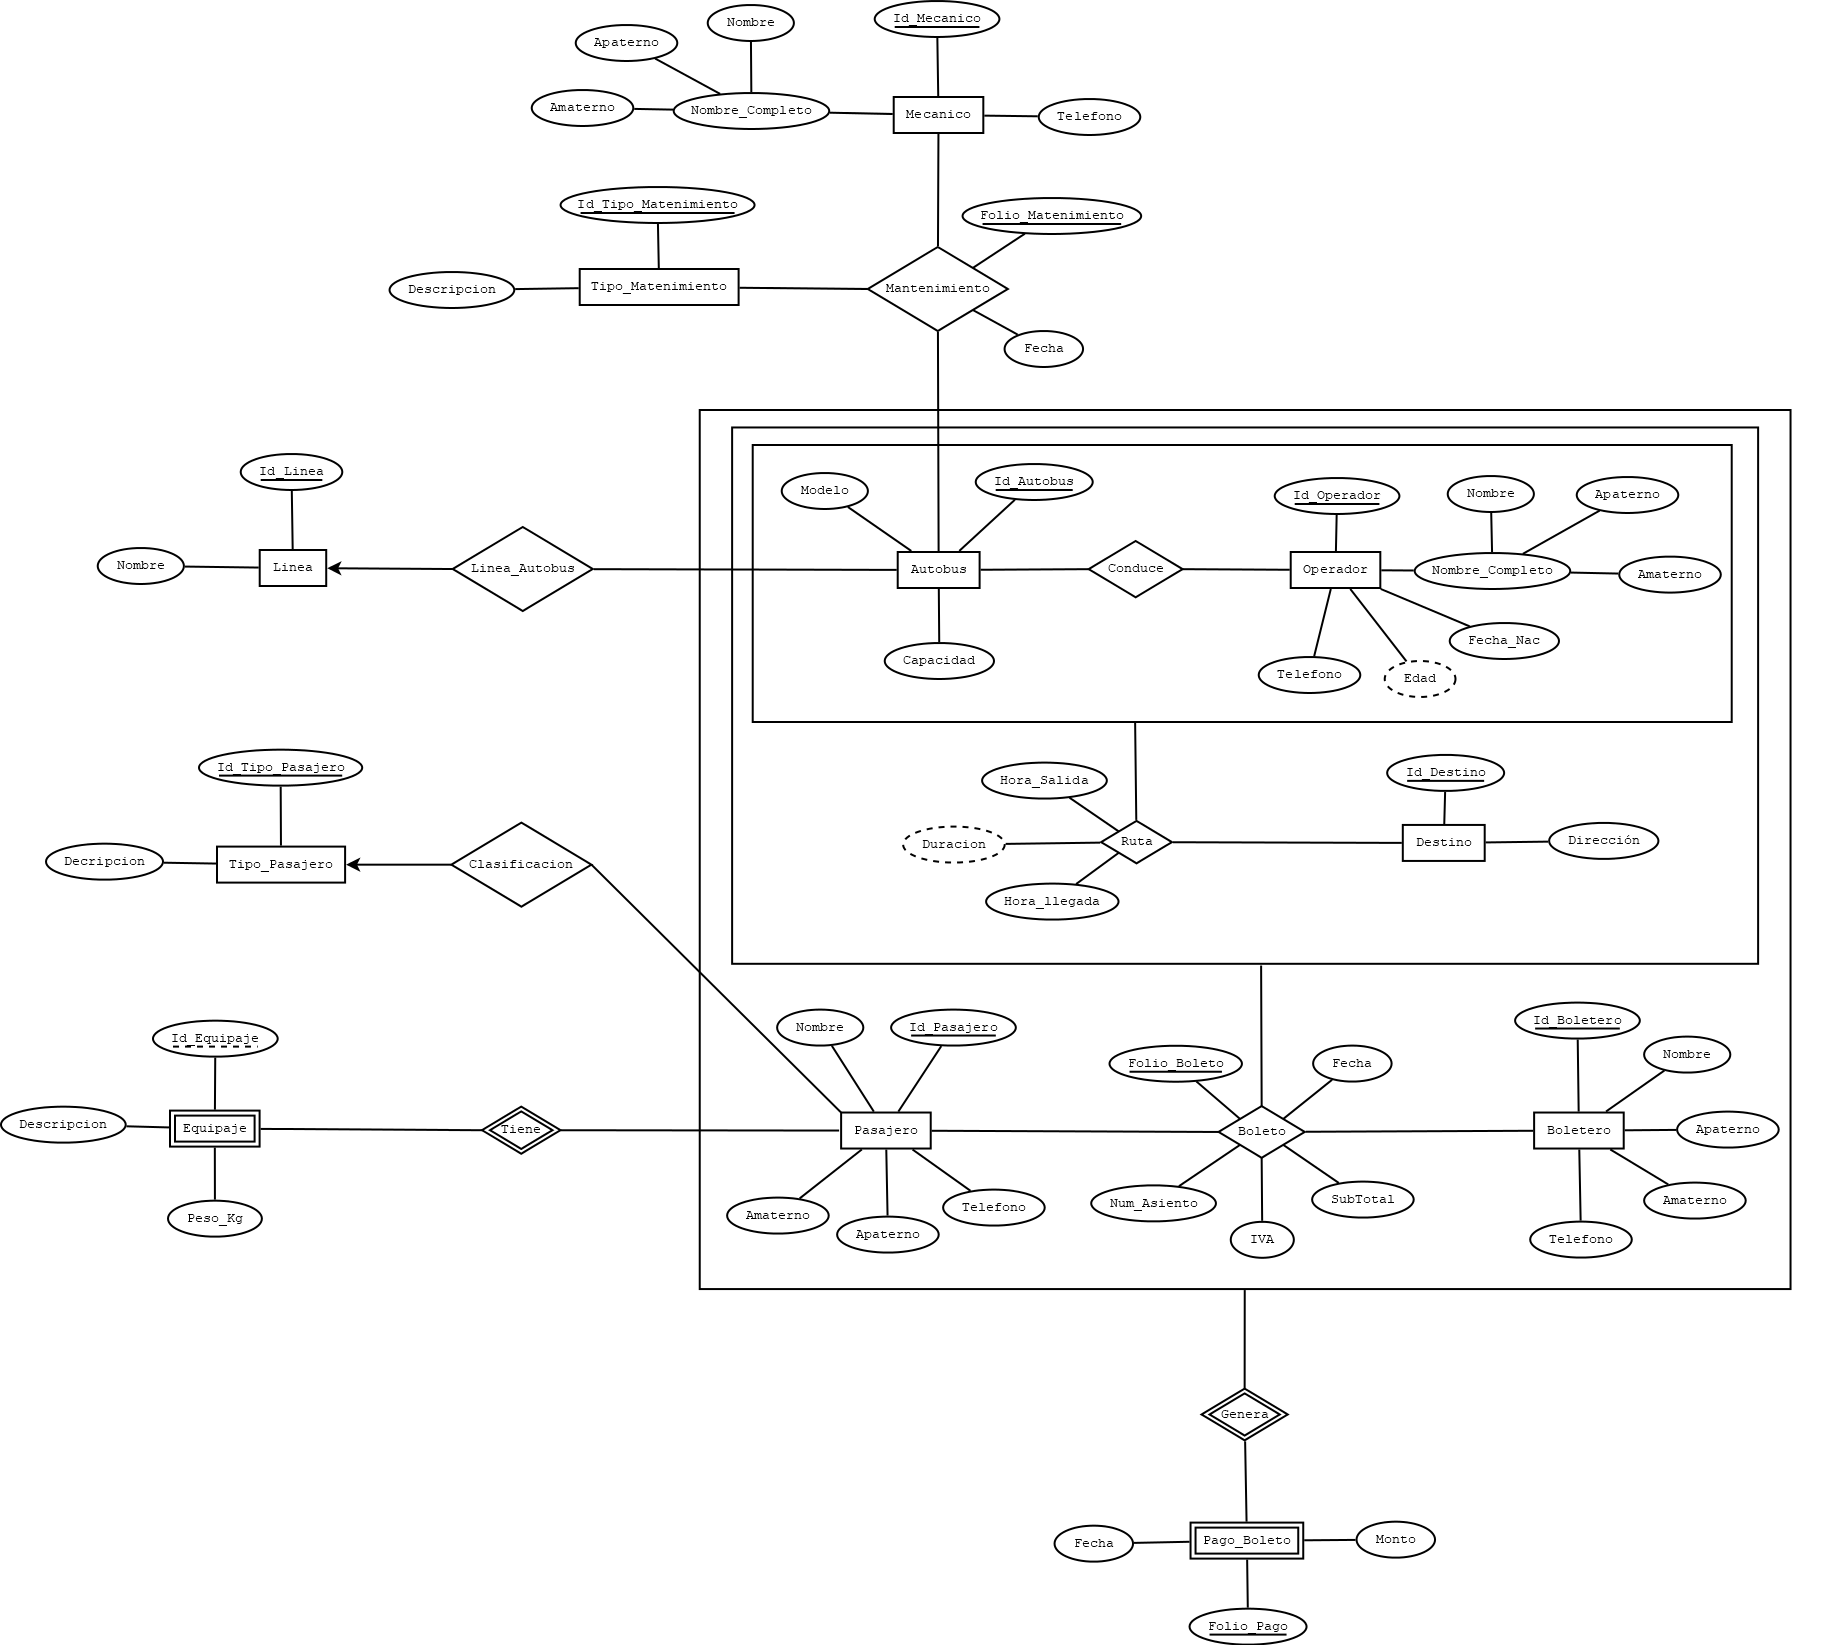 Id_Mecanico
Nombre
Apaterno
Amaterno
Nombre_Completo
Mecanico
Telefono
Id_Tipo_Matenimiento
Folio_Matenimiento
Descripcion
Tipo_Matenimiento
Mantenimiento
Fecha
Id_Linea
Nombre
Linea
Linea_Autobus
Modelo
Id_Autobus
Autobus
Capacidad
Conduce
Id_Operador
Nombre
Apaterno
Operador
Nombre_Completo
Amaterno
Fecha_Nac
Telefono
Edad
Id_Tipo_Pasajero
Decripcion
Tipo_Pasajero
Clasificacion
Hora_Salida
Duracion
Ruta
Hora_llegada
Id_Destino
Destino
Dirección
Id_Equipaje
Descripcion
Equipaje
Peso_Kg
Tiene
Nombre
Id_Pasajero
Pasajero
Amaterno
Apaterno
Telefono
Folio_Boleto
Fecha
Boleto
Num_Asiento
IVA
SubTotal
Id_Boletero
Nombre
Boletero
Apaterno
Amaterno
Telefono
Genera
Fecha
Pago_Boleto
Monto
Folio_Pago